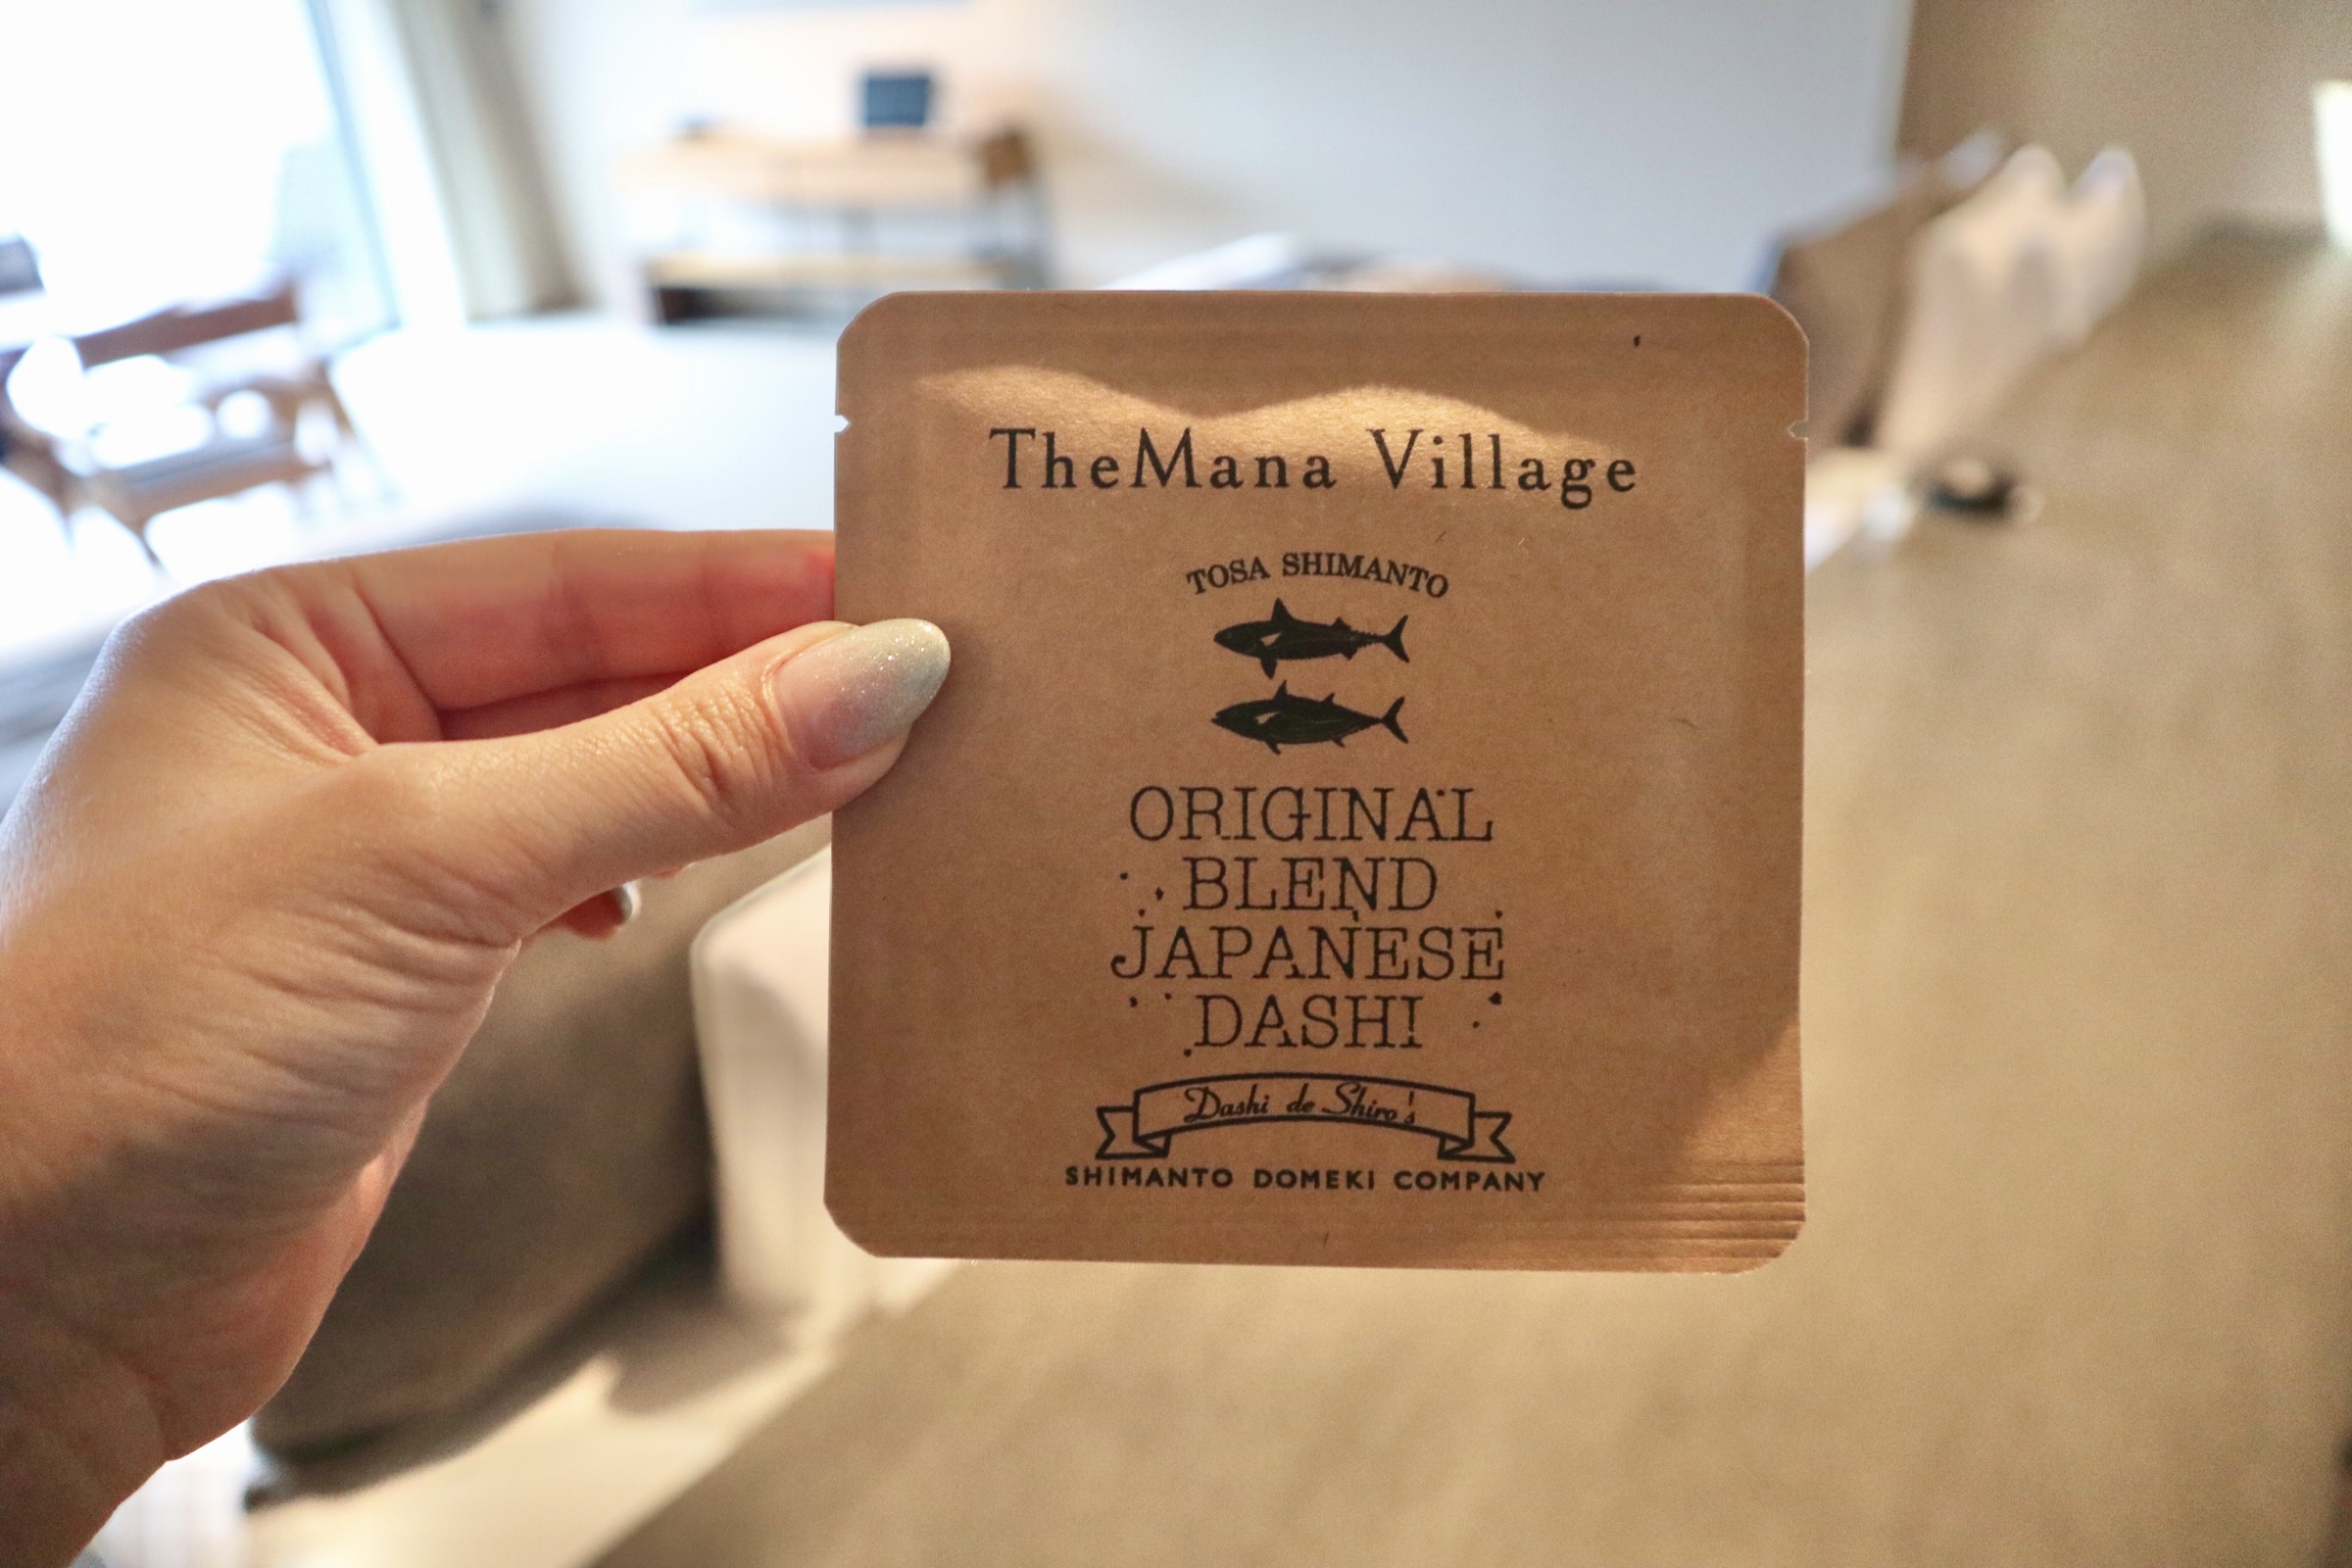 TheMana Village
TOSA SHIMANTO
ORIGINAL
BLEND
JAPANESE
DASHI
Dashi de Shiro's
SHIMANTO DOMEKI COMPANY